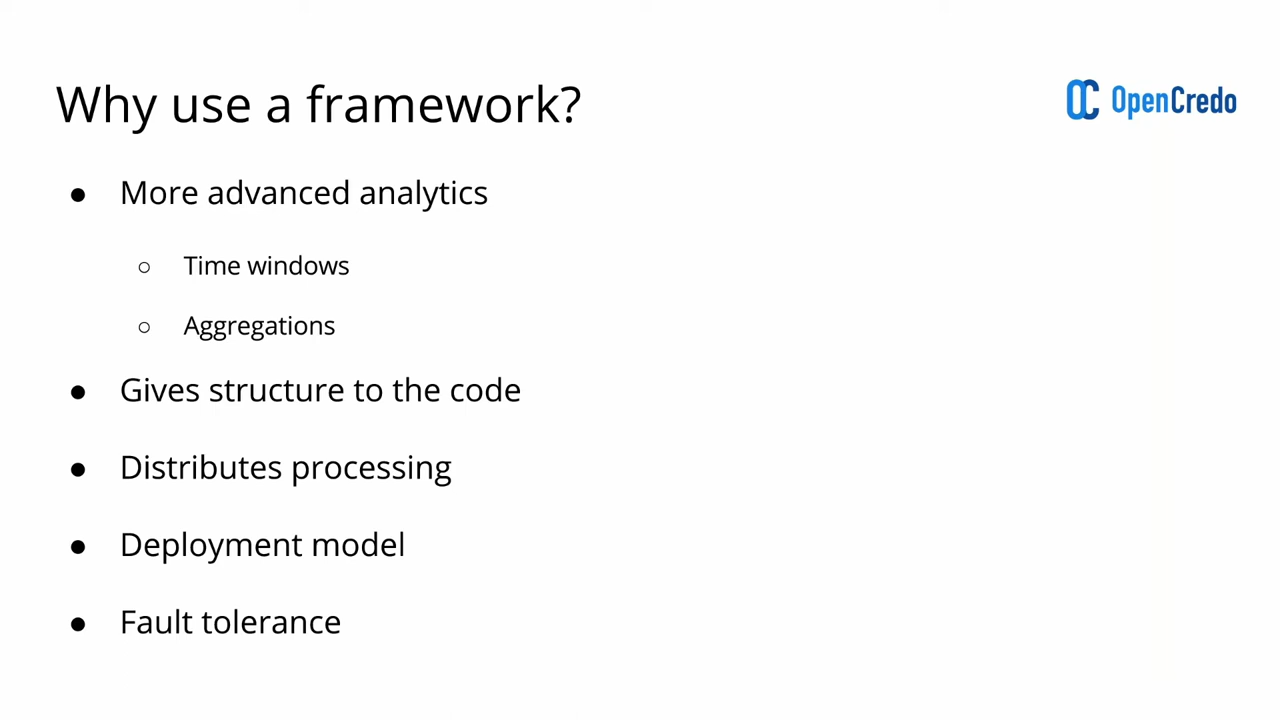 Why use a framework?
OpenCredo
● More advanced analytics
○ Time windows
○ Aggregations
● Gives structure to the code
● Distributes processing
● Deployment model
● Fault tolerance